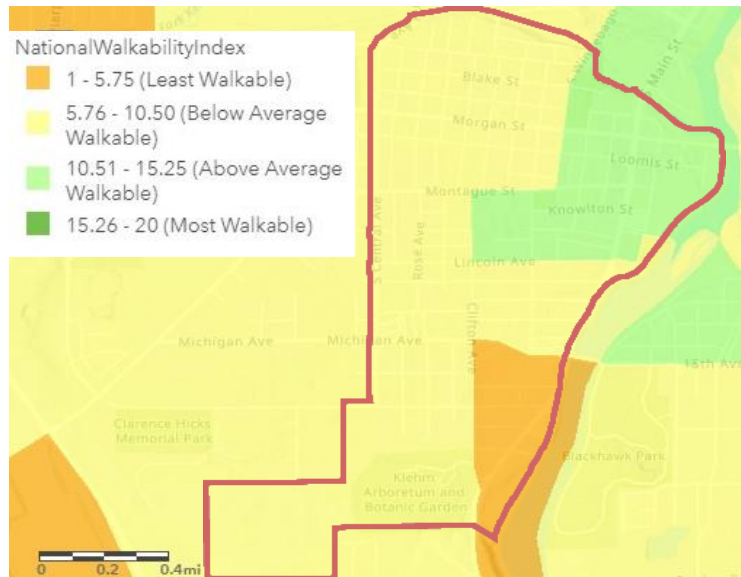 NationalWalkabilityIndex
1 - 5.75 (Least Walkable)
5.76 - 10.50 (Below Average
Walkable)
10.51 - 15.25 (Above Average
Walkable)
15.26 - 20 (Most Walkable)
Blake St
S Main St
Morgan St
Loomis St
Montague St
Knowlton St
S Central Ave
Rose Ave
Lincoln Ave
Clifton Ave
Michigan Ave
Michigan Ave
15th Av
Clarence Hicks
Memorial Park
Blackhawk Park
Klehm
Arboretum and
Botanic Garden
0 0.2 0.4mi